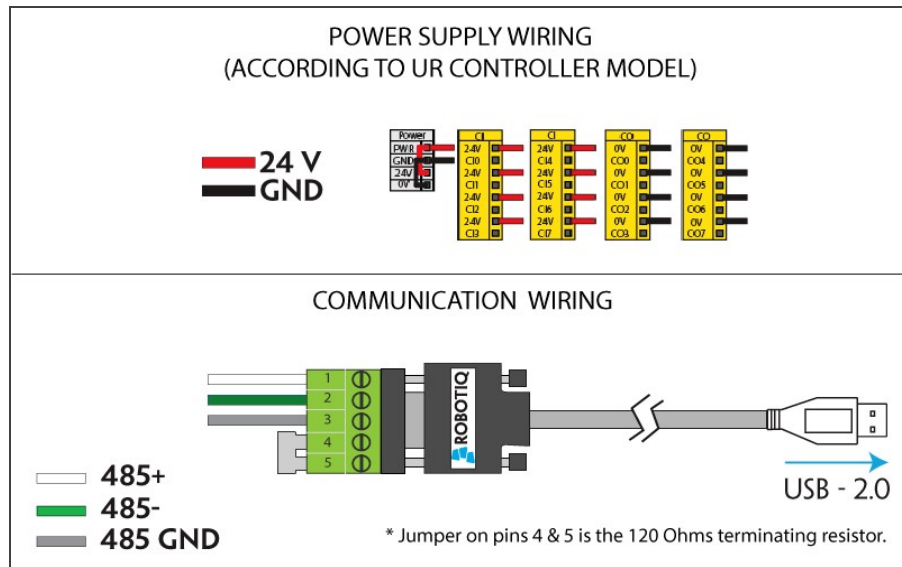 POWER SUPPLY WIRING
(ACCORDING TO UR CONTROLLER MODEL)
24 V
GND
Power
PWR
GND
24V
0V
CI
24V
CI0
24V
CI1
24V
CI2
24V
CI3
CI
24V
CI4
24V
CI5
24V
CI6
24V
CI7
CO
0V
CO0
0V
CO1
0V
CO2
0V
CO3
CO
0V
CO4
0V
CO5
0V
CO6
0V
CO7
COMMUNICATION WIRING
1
2
3
4
5
ROBOTIQ
485+
485-
485 GND
USB - 2.0
* Jumper on pins 4 & 5 is the 120 Ohms terminating resistor.